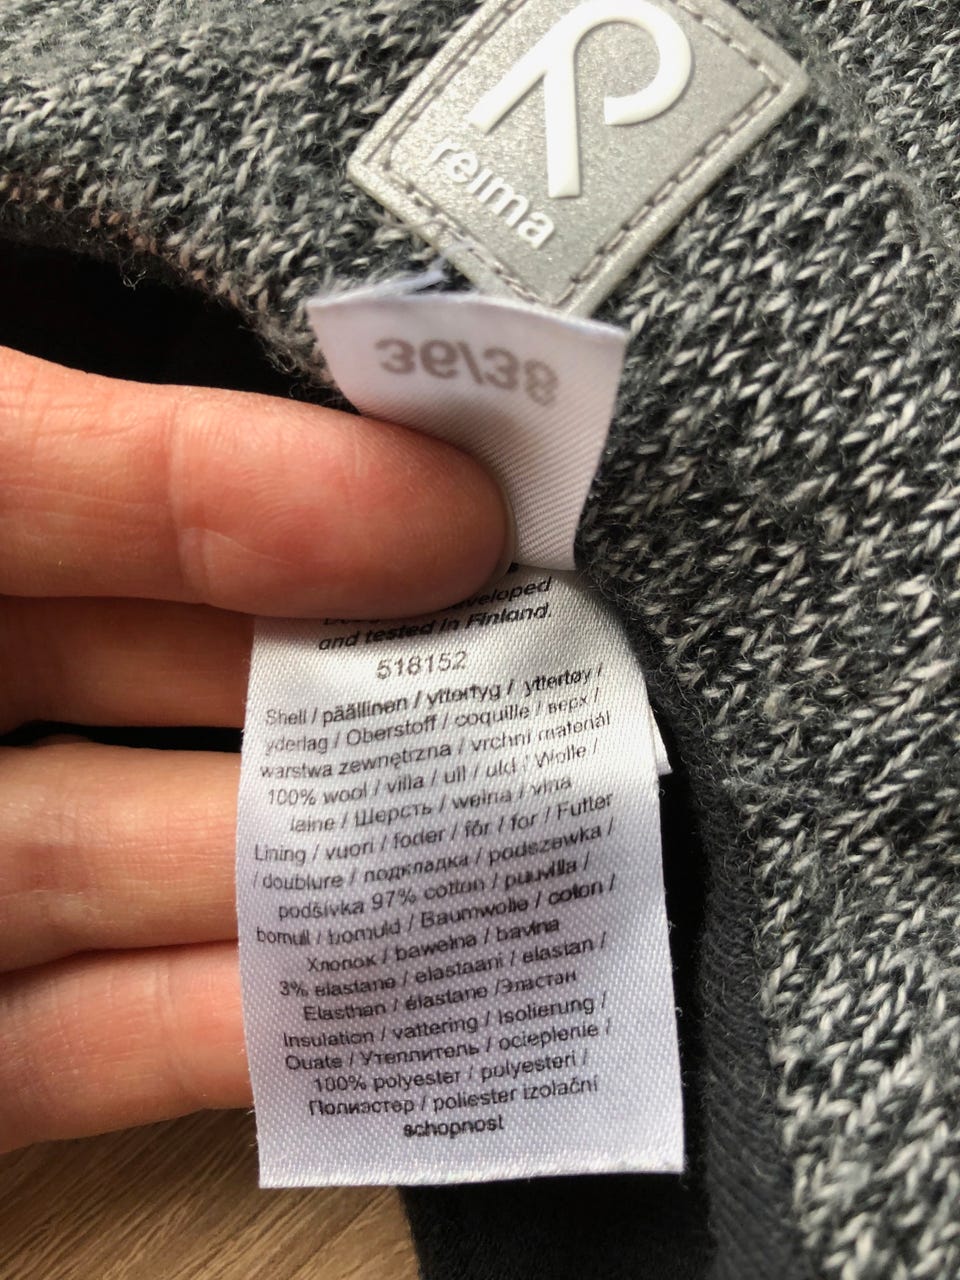 reima
36/38
developed
and tested in Finland.
518152
Shell / päällinen / yttertyg / yttertøy /
yderlag / Oberstoff / coquille / верх /
warstwa zewnętrzna / vrchní materiál
100% wool / villa / ull / uld / Wolle /
laine / Шерсть / wełna / vlna
Lining / vuori / foder / fôr / for / Futter
/ doublure / подкладка / podszewka /
podšívka 97% cotton / puuvilla /
bomull / bomuld / Baumwolle / coton /
Хлопок / bawełna / bavlna
3% elastane / elastaani / elastan /
Elasthan / élastane /Эластан
Insulation / vattering / Isolierung /
Ouate / Утеплитель / ocieplenie /
100% polyester / polyesteri /
Полиэстер / poliester izolační
schopnost